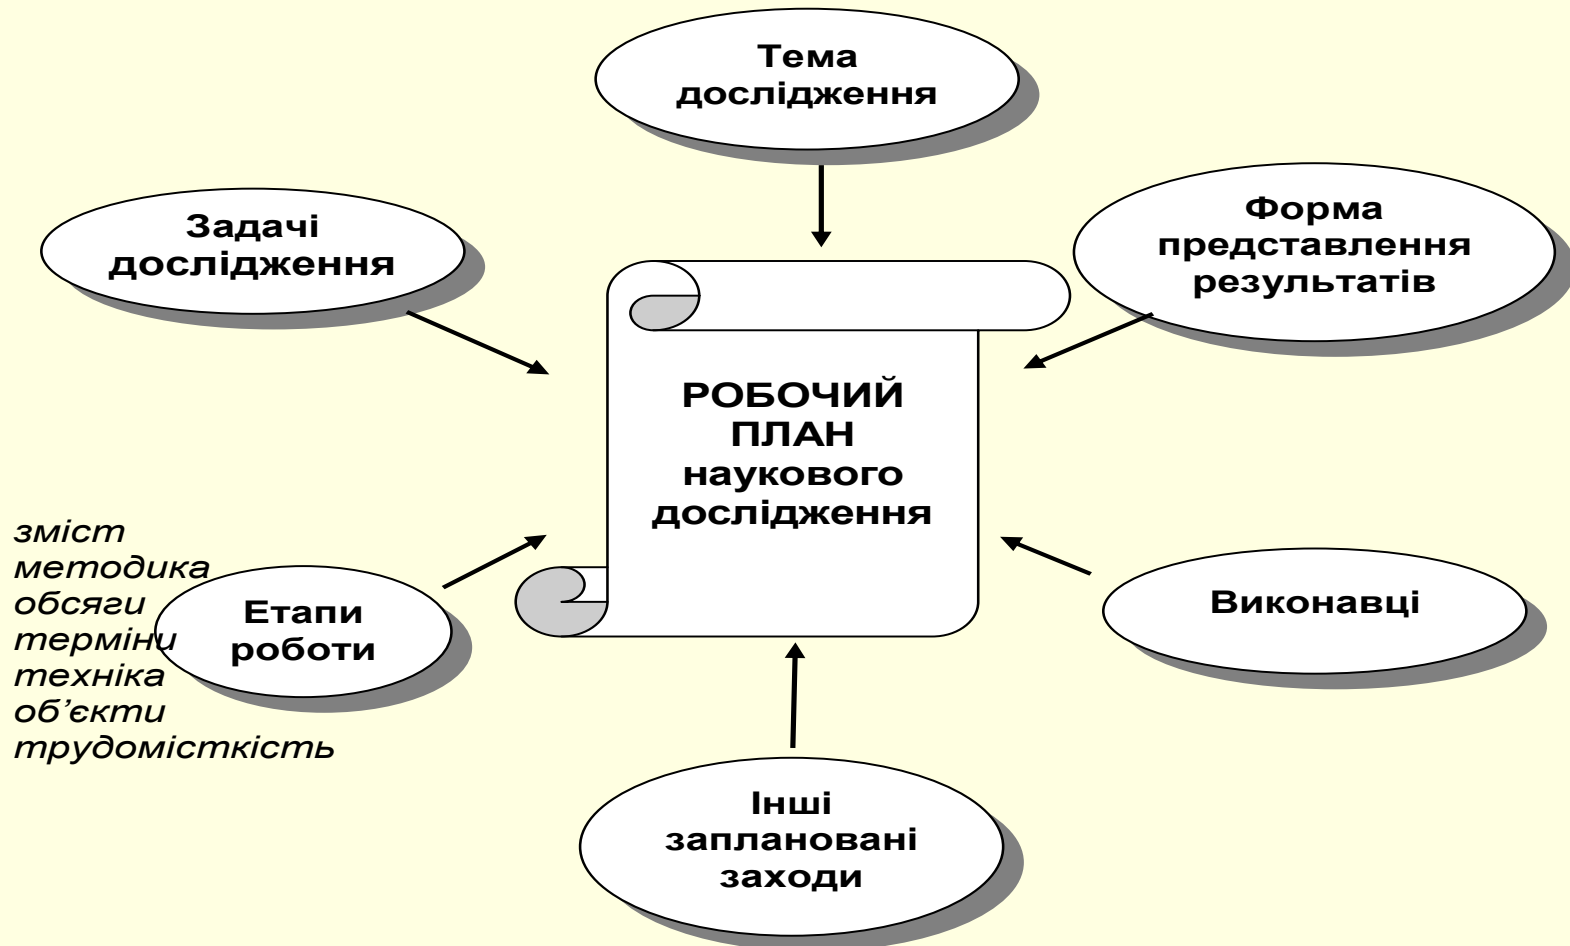 Тема
дослідження
Задачі
дослідження
Форма
представлення
результатів
РОБОЧИЙ
ПЛАН
наукового
дослідження
зміст
методика
обсяги
терміни
техніка
об’єкти
трудомісткість
Етапи
роботи
Виконавці
Інші
заплановані
заходи